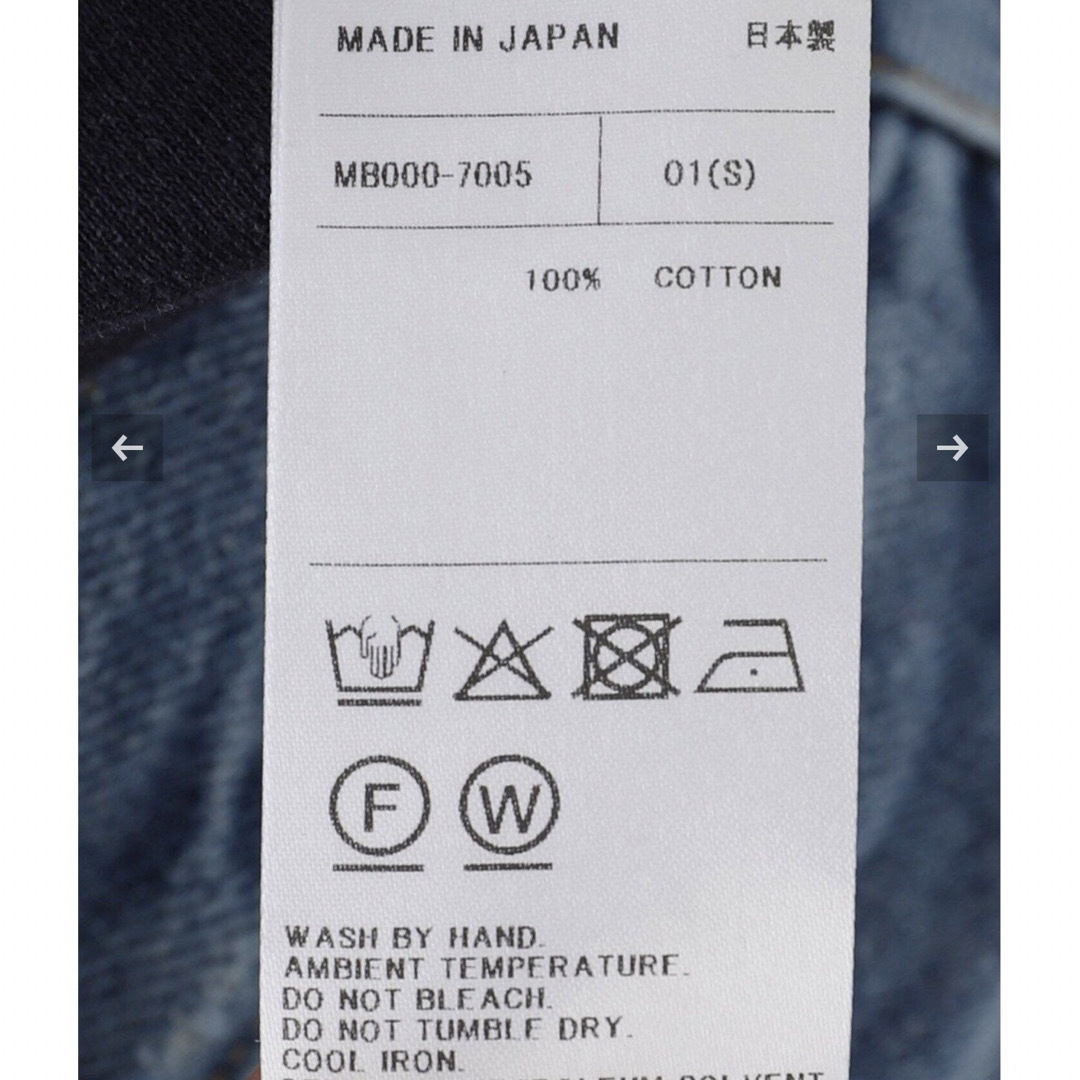 MADE IN JAPAN 日本製
MB000-7005 01(S)
100% COTTON
F W
WASH BY HAND.
AMBIENT TEMPERATURE.
DO NOT BLEACH.
DO NOT TUMBLE DRY.
COOL IRON.
SOLVENT